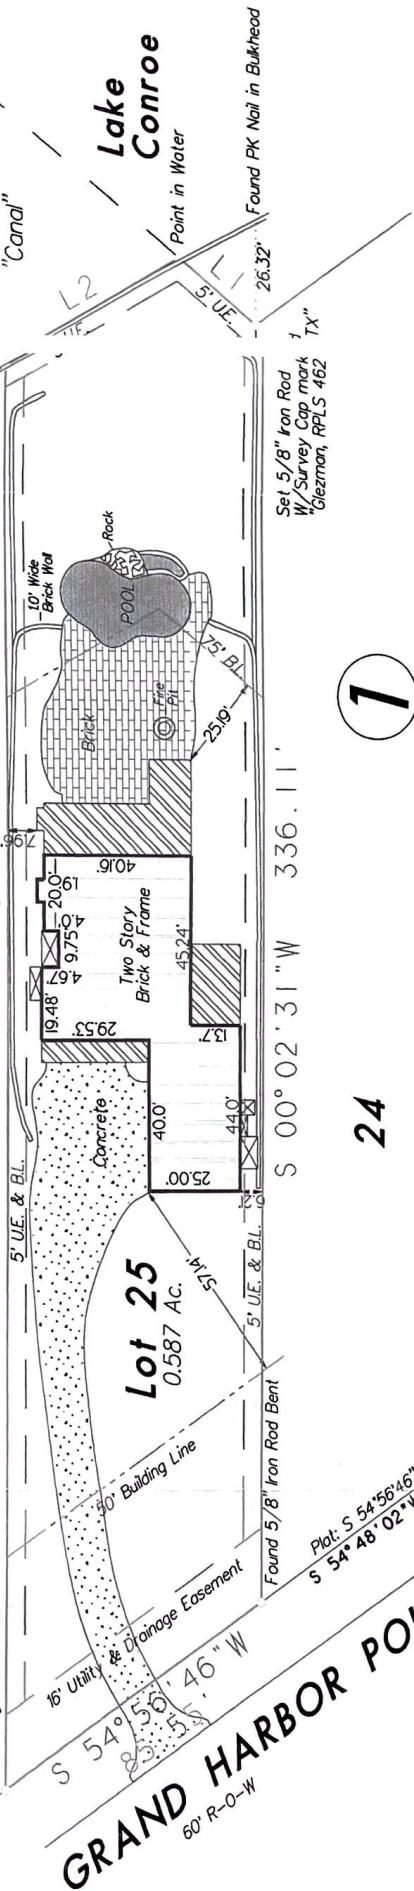 "Canal"
Lake
Conroe
Point in Water
Found PK Nail in Bulkhead
L2
L1
26.32'
5' U.E.
TX"
Set 5/8" Iron Rod
W/Survey Cap mark
"Glezman, RPLS 462
10' Wide
Brick Wall
Rock
POOL
Brick
Fire
Pit
75' B.L.
25.19'
7.96'
40.16'
1.9'
20.0'
4.0'
9.75'
4.67'
19.48'
29.53'
Two Story
Brick & Frame
45.24'
13.7'
40.0'
44.0'
25.00'
Concrete
5' U.E. & B.L.
S 00°02'31"W 336.11'
1
24
Lot 25
0.587 Ac.
57.14'
5' U.E. & B.L.
50' Building Line
Found 5/8" Iron Rod Bent
16' Utility & Drainage Easement
Plat: S 54°56'46"
S 54°48'02"W
S 54°56'46"W
85.55'
GRAND HARBOR
60' R-O-W